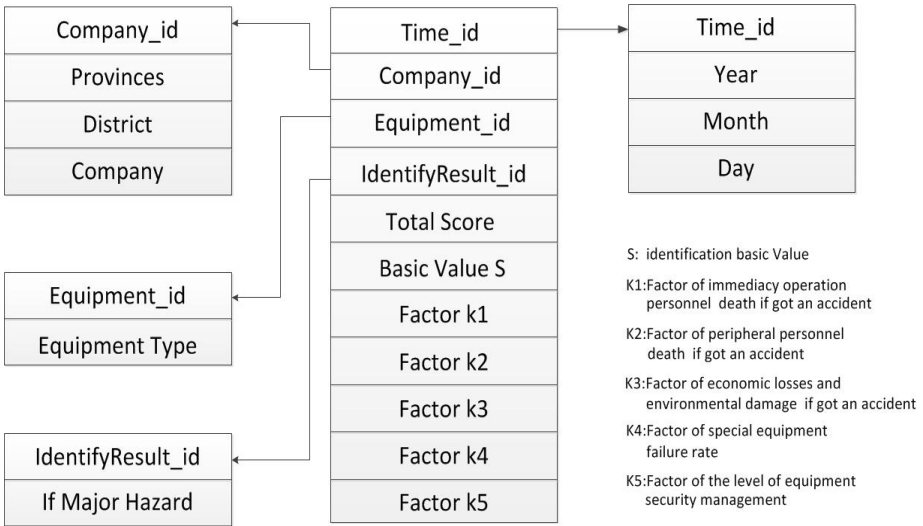 Company_id
Provinces
District
Company
Equipment_id
Equipment Type
IdentifyResult_id
If Major Hazard
Time_id
Company_id
Equipment_id
IdentifyResult_id
Total Score
Basic Value S
Factor k1
Factor k2
Factor k3
Factor k4
Factor k5
Time_id
Year
Month
Day
S: identification basic Value
K1:Factor of immediacy operation
personnel death if got an accident
K2:Factor of peripheral personnel
death if got an accident
K3:Factor of economic losses and
environmental damage if got an accident
K4:Factor of special equipment
failure rate
K5:Factor of the level of equipment
security management